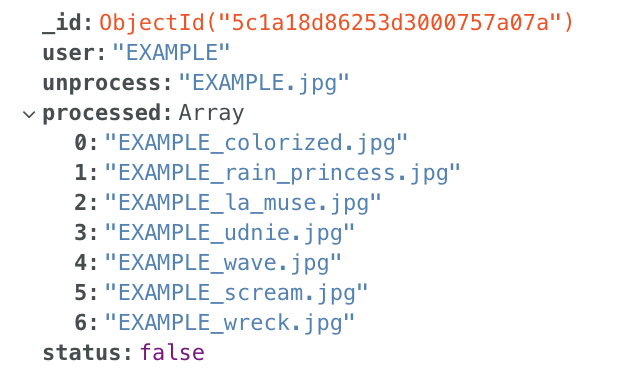 _id: ObjectId("5c1a18d86253d3000757a07a")
user: "EXAMPLE"
unprocess: "EXAMPLE.jpg"
processed: Array
0: "EXAMPLE_colorized.jpg"
1: "EXAMPLE_rain_princess.jpg"
2: "EXAMPLE_la_muse.jpg"
3: "EXAMPLE_udnie.jpg"
4: "EXAMPLE_wave.jpg"
5: "EXAMPLE_scream.jpg"
6: "EXAMPLE_wreck.jpg"
status: false